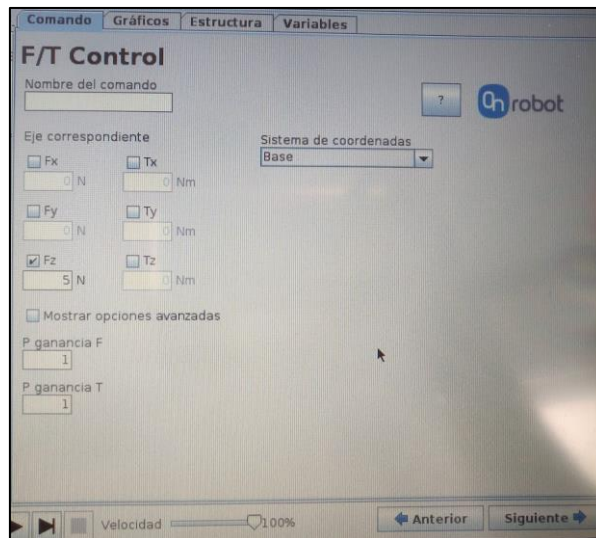 Comando Gráficos Estructura Variables
F/T Control
Nombre del comando
? On robot
Eje correspondiente
Sistema de coordenadas
Base
Fx Tx
0 N 0 Nm
Fy Ty
0 N 0 Nm
Fz Tz
5 N 0 Nm
Mostrar opciones avanzadas
P ganancia F
1
P ganancia T
1
Velocidad 100% Anterior Siguiente